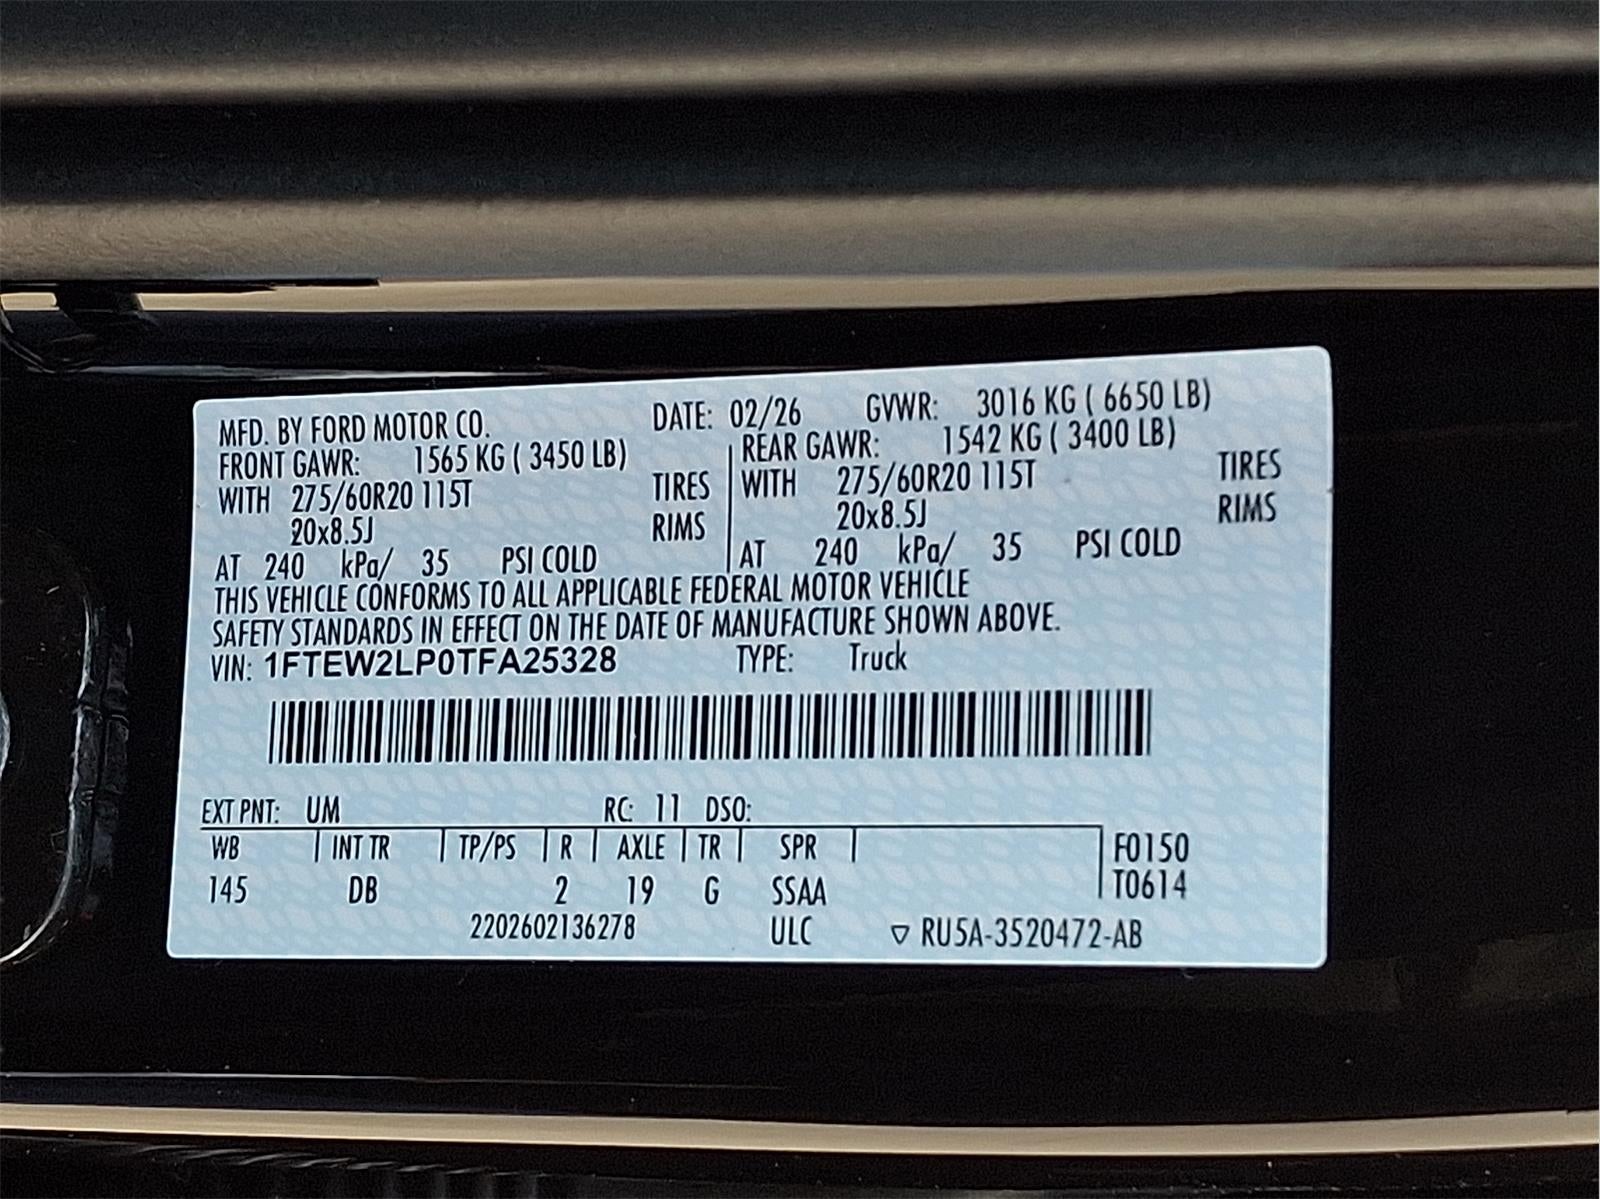 MFD. BY FORD MOTOR CO. DATE: 02/26 GVWR: 3016 KG ( 6650 LB)
FRONT GAWR: 1565 KG ( 3450 LB) REAR GAWR: 1542 KG ( 3400 LB)
WITH 275/60R20 115T TIRES WITH 275/60R20 115T TIRES
20x8.5J RIMS 20x8.5J RIMS
AT 240 kPa/ 35 PSI COLD AT 240 kPa/ 35 PSI COLD
THIS VEHICLE CONFORMS TO ALL APPLICABLE FEDERAL MOTOR VEHICLE
SAFETY STANDARDS IN EFFECT ON THE DATE OF MANUFACTURE SHOWN ABOVE.
VIN: 1FTEW2LP0TFA25328 TYPE: Truck
EXT PNT: UM RC: 11 DSO:
WB INT TR TP/PS R AXLE TR SPR F0150
145 DB 2 19 G SSAA T0614
2202602136278 ULC ▽ RU5A-3520472-AB